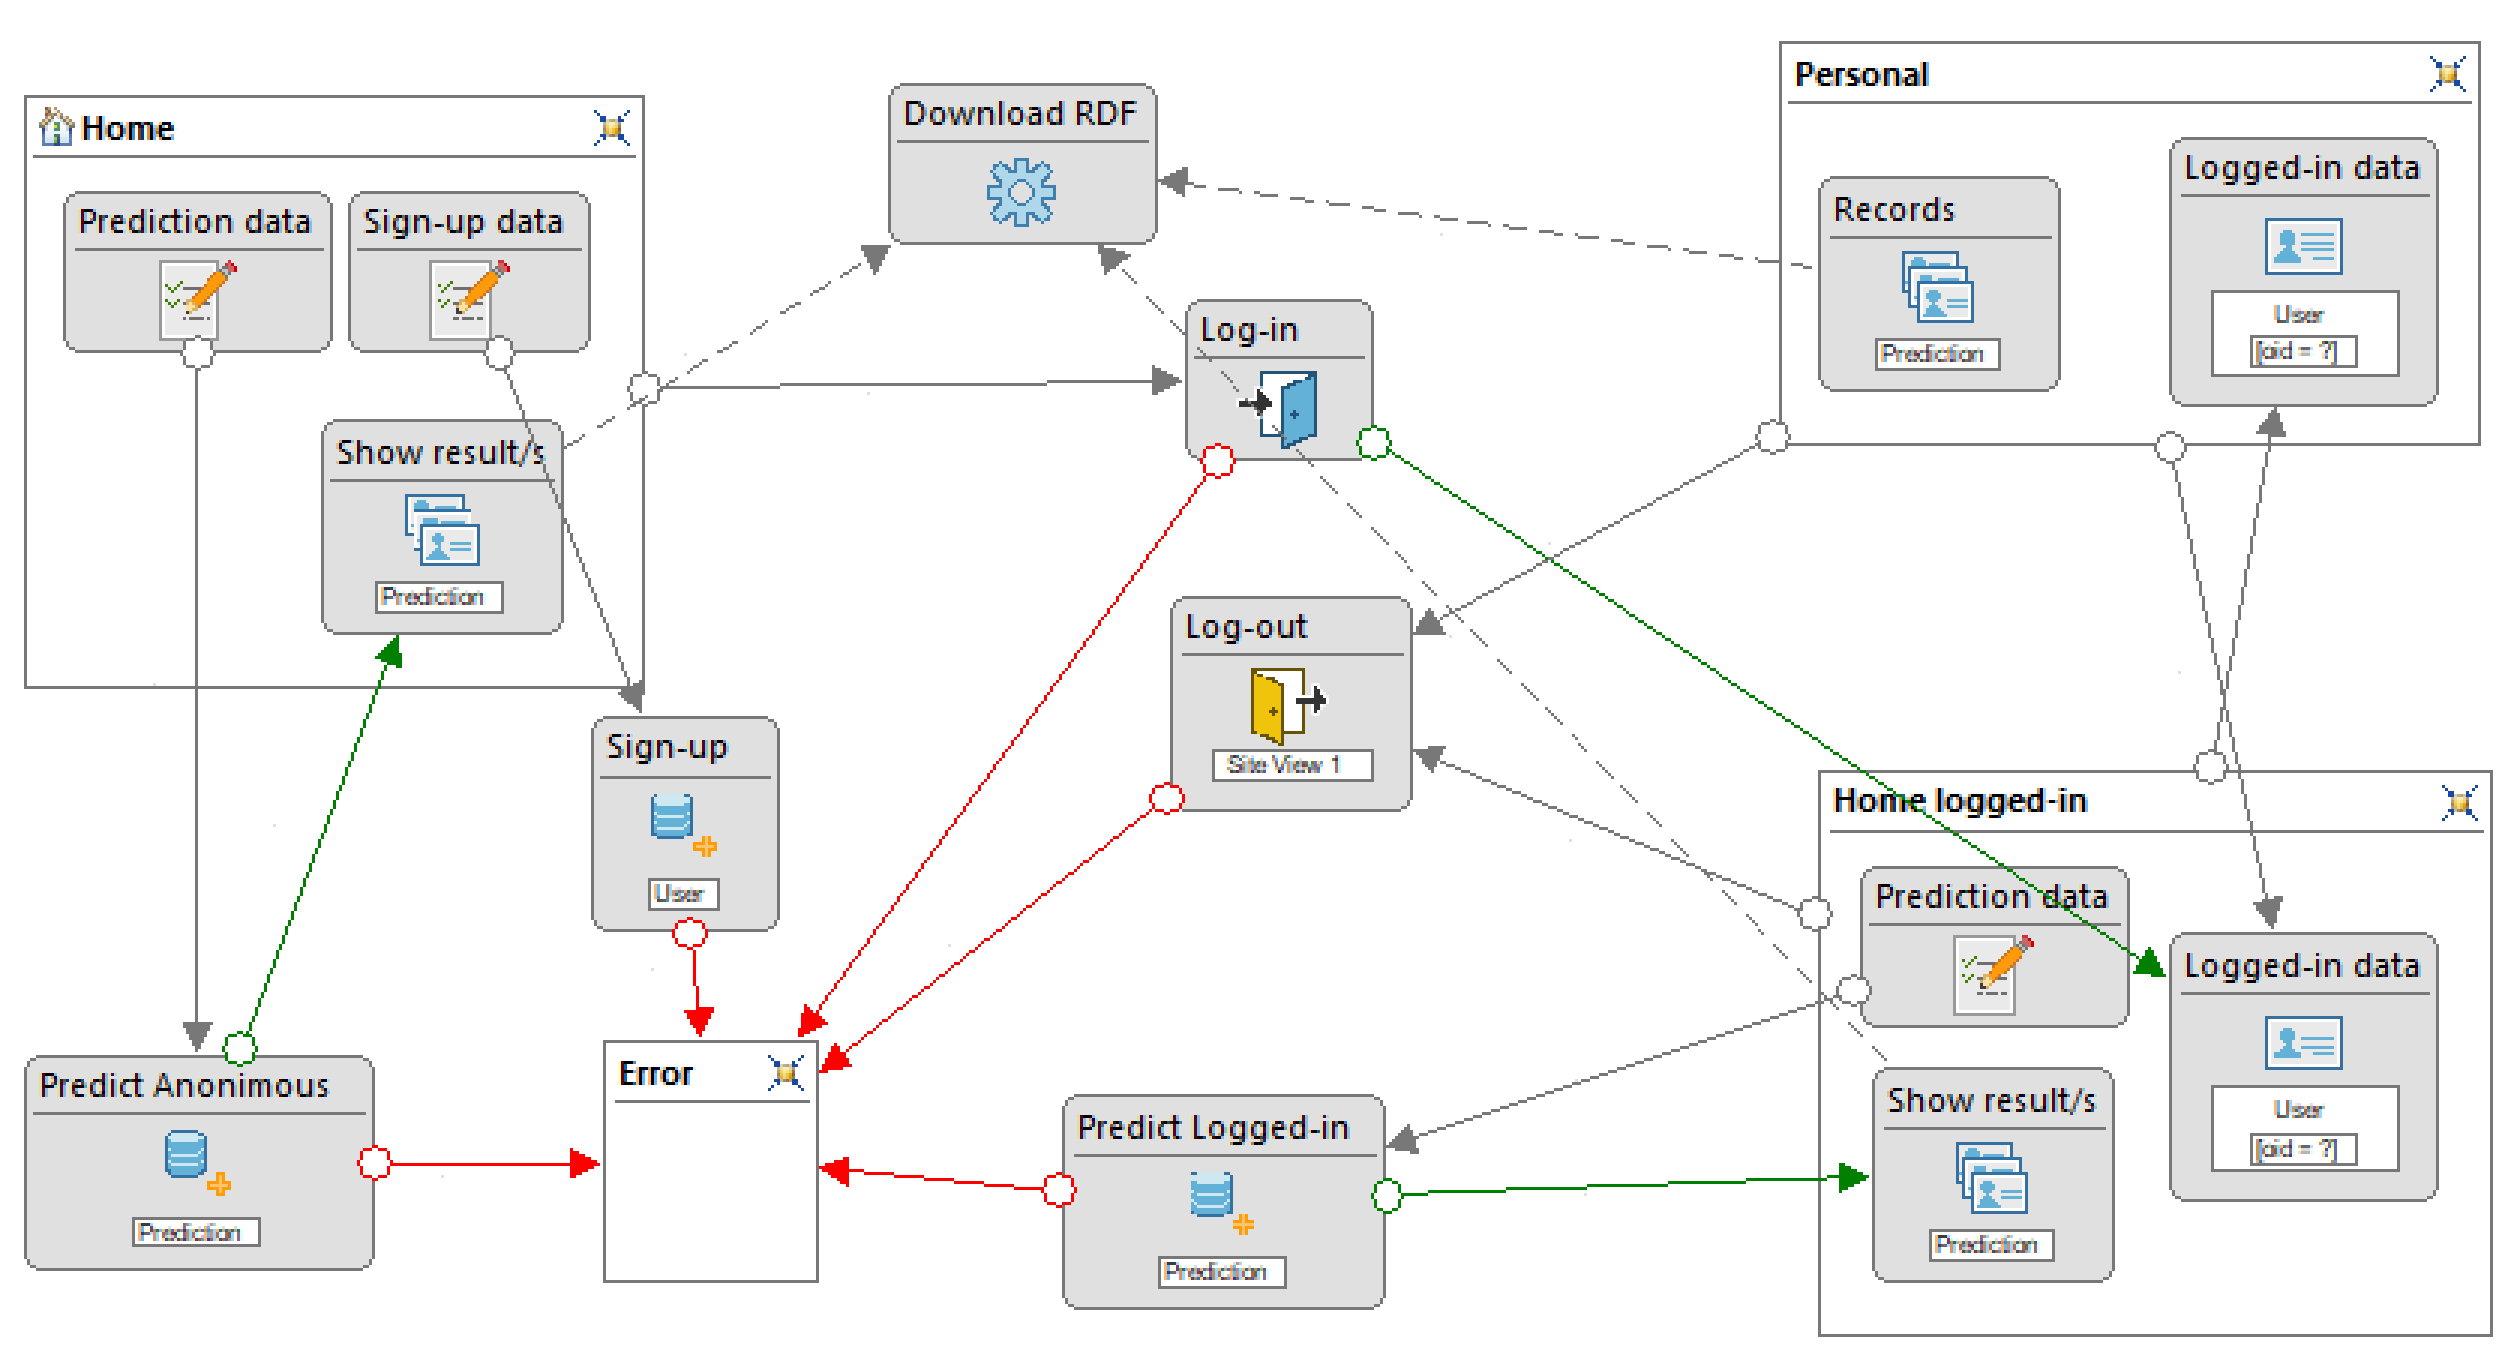 Home
Prediction data
Sign-up data
Show result/s
Prediction
Download RDF
Log-in
Personal
Records
Prediction
Logged-in data
User
[oid = ?]
Log-out
Site View 1
Sign-up
User
Predict Anonimous
Prediction
Error
Predict Logged-in
Prediction
Home logged-in
Prediction data
Logged-in data
User
[oid = ?]
Show result/s
Prediction